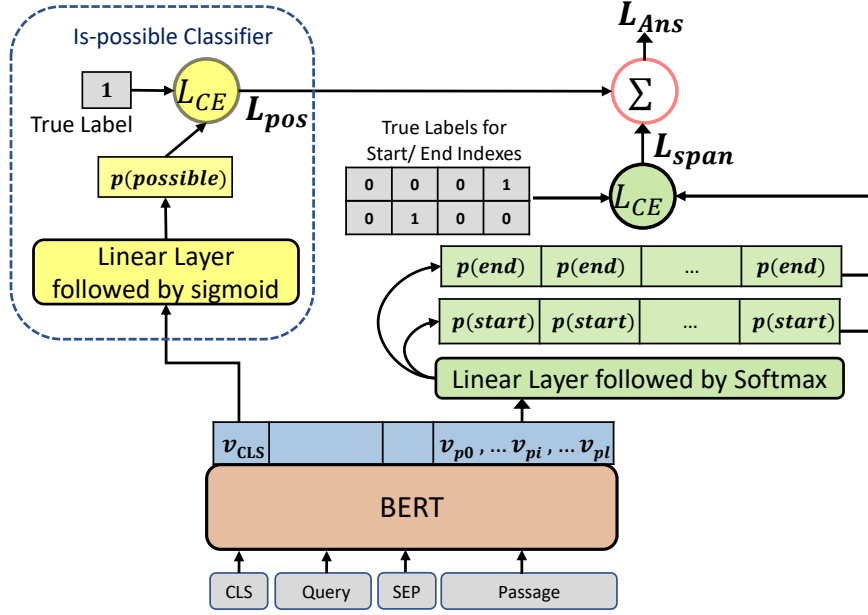 L_Ans
Is-possible Classifier
1
L_CE
L_pos
∑
True Label
True Labels for
Start/ End Indexes
L_span
p(possible)
0 0 0 1
0 1 0 0
L_CE
Linear Layer
followed by sigmoid
p(end) p(end) ... p(end)
p(start) p(start) ... p(start)
Linear Layer followed by Softmax
v_CLS
v_p0 , ... v_pi , ... v_pl
BERT
CLS
Query
SEP
Passage